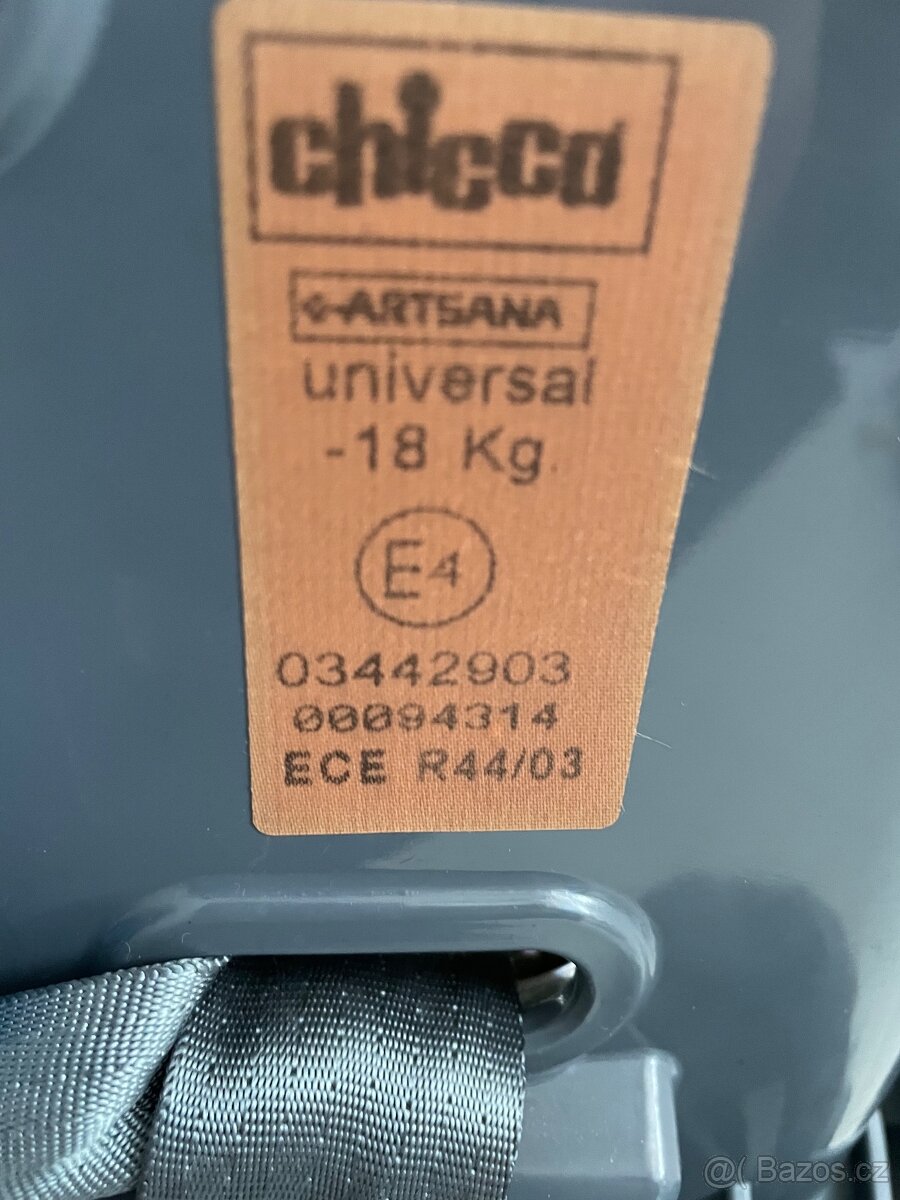 chicco
ARTSANA
universal
-18 Kg.
E4
03442903
00094314
ECE R44/03
@( Bazos.cz